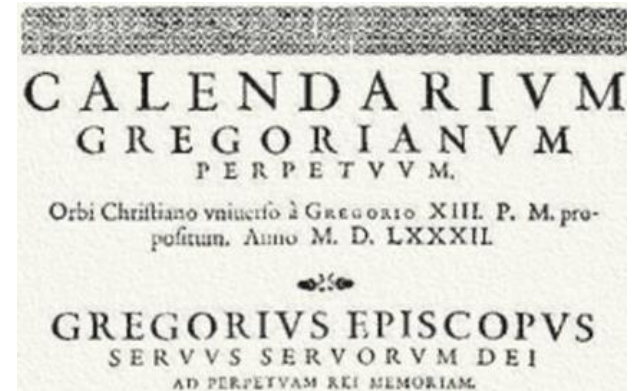 CALENDARIVM
GREGORIANVM
PERPETVVM.
Orbi Chriſtiano vniuerſo à GREGORIO XIII. P. M. pro-
poſitum. Anno M. D. LXXXII.
GREGORIVS EPISCOPVS
SERVVS SERVORVM DEI
AD PERPETVAM REI MEMORIAM.